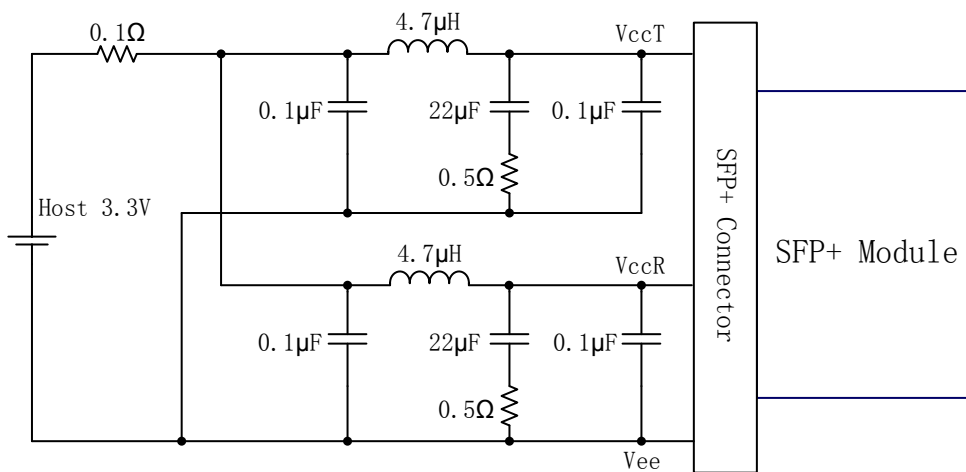 4.7μH
0.1Ω
VccT
0.1μF
22μF
0.1μF
0.5Ω
SFP+ Connector
Host 3.3V
4.7μH
VccR
SFP+ Module
0.1μF
22μF
0.1μF
0.5Ω
Vee